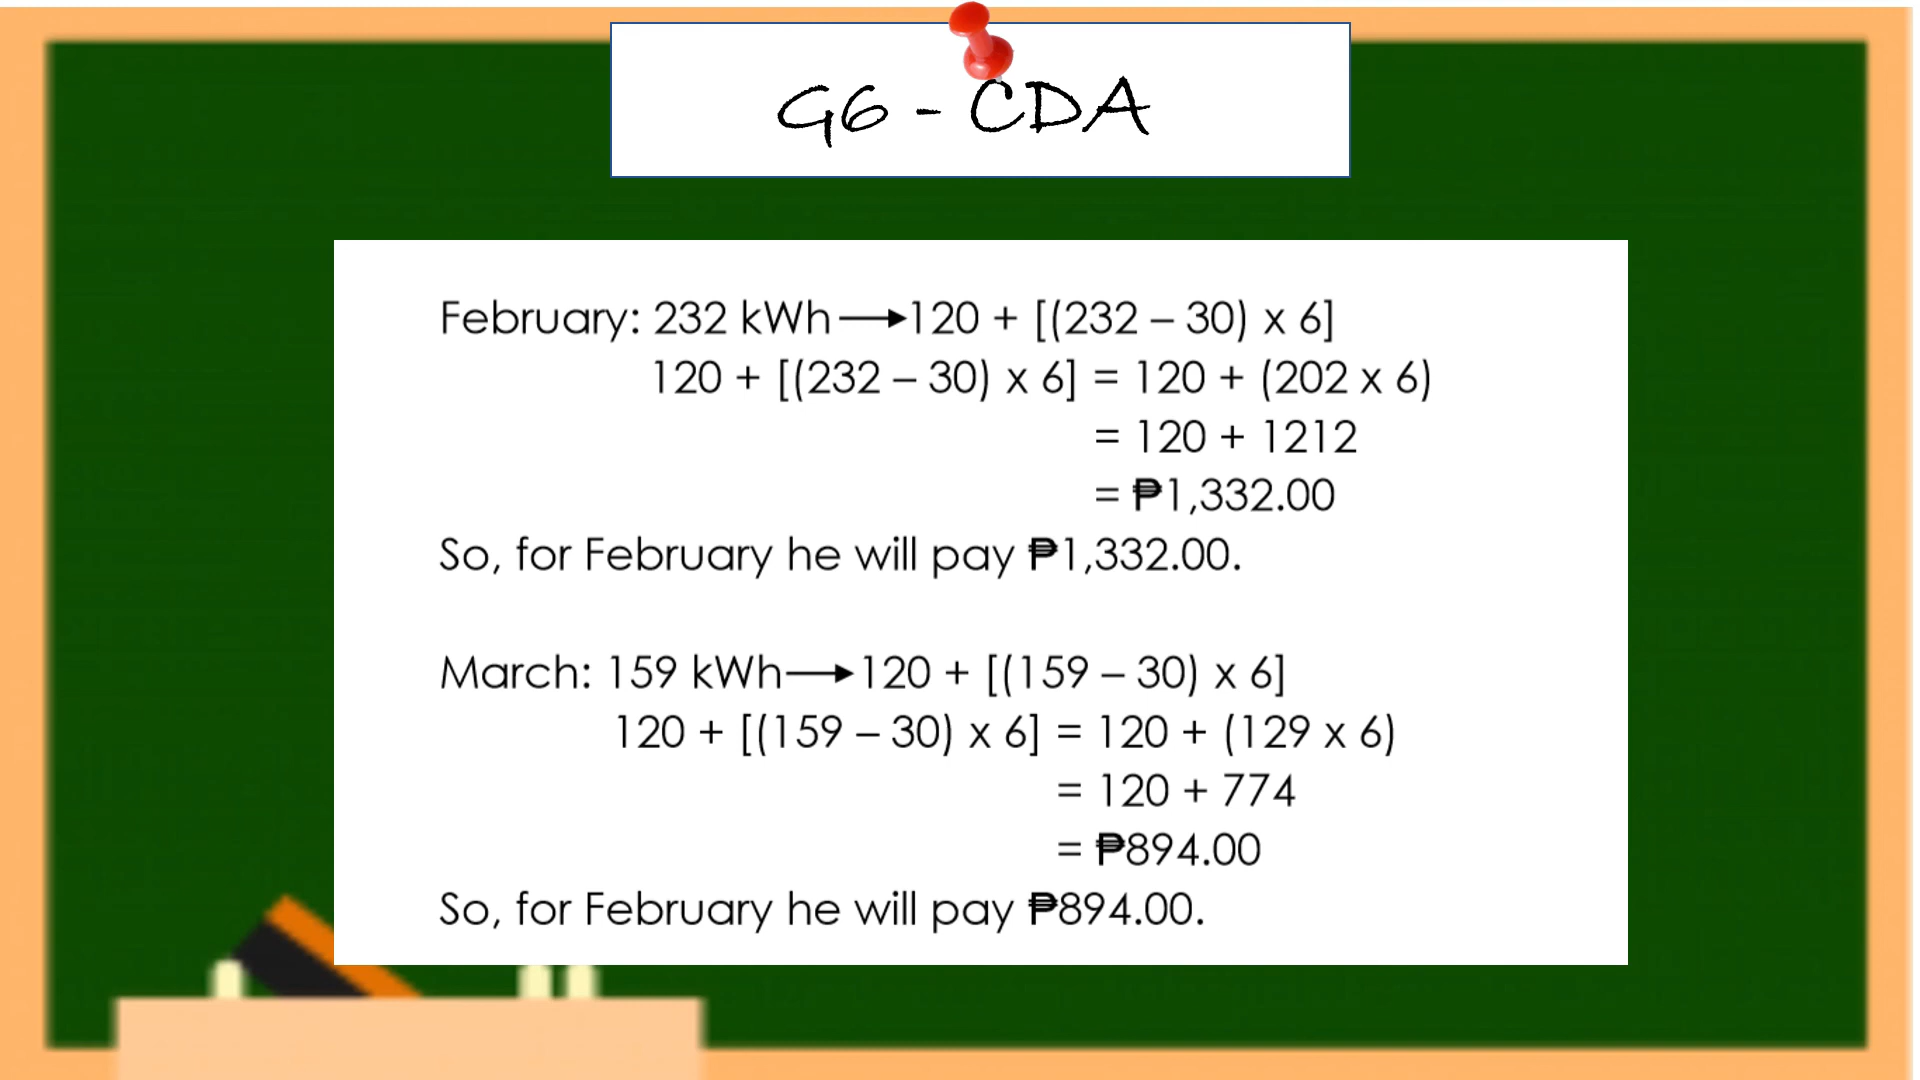 G6 - CDA
February: 232 kWh⟶120 + [(232 – 30) x 6]
120 + [(232 – 30) x 6] = 120 + (202 x 6)
= 120 + 1212
= ₱1,332.00
So, for February he will pay ₱1,332.00.
March: 159 kWh⟶120 + [(159 – 30) x 6]
120 + [(159 – 30) x 6] = 120 + (129 x 6)
= 120 + 774
= ₱894.00
So, for February he will pay ₱894.00.